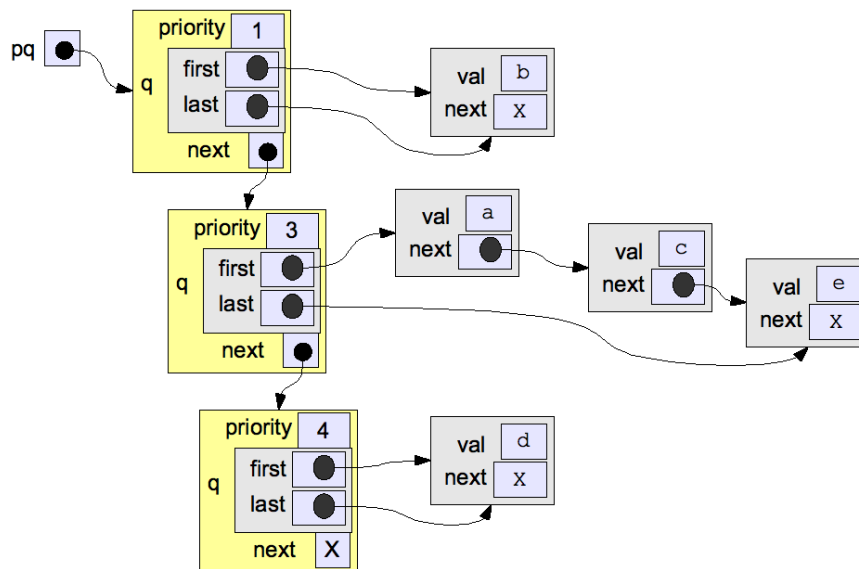 pq
priority 1
q
first
last
next
val b
next X
priority 3
q
first
last
next
val a
next
val c
next
val e
next X
priority 4
q
first
last
next X
val d
next X